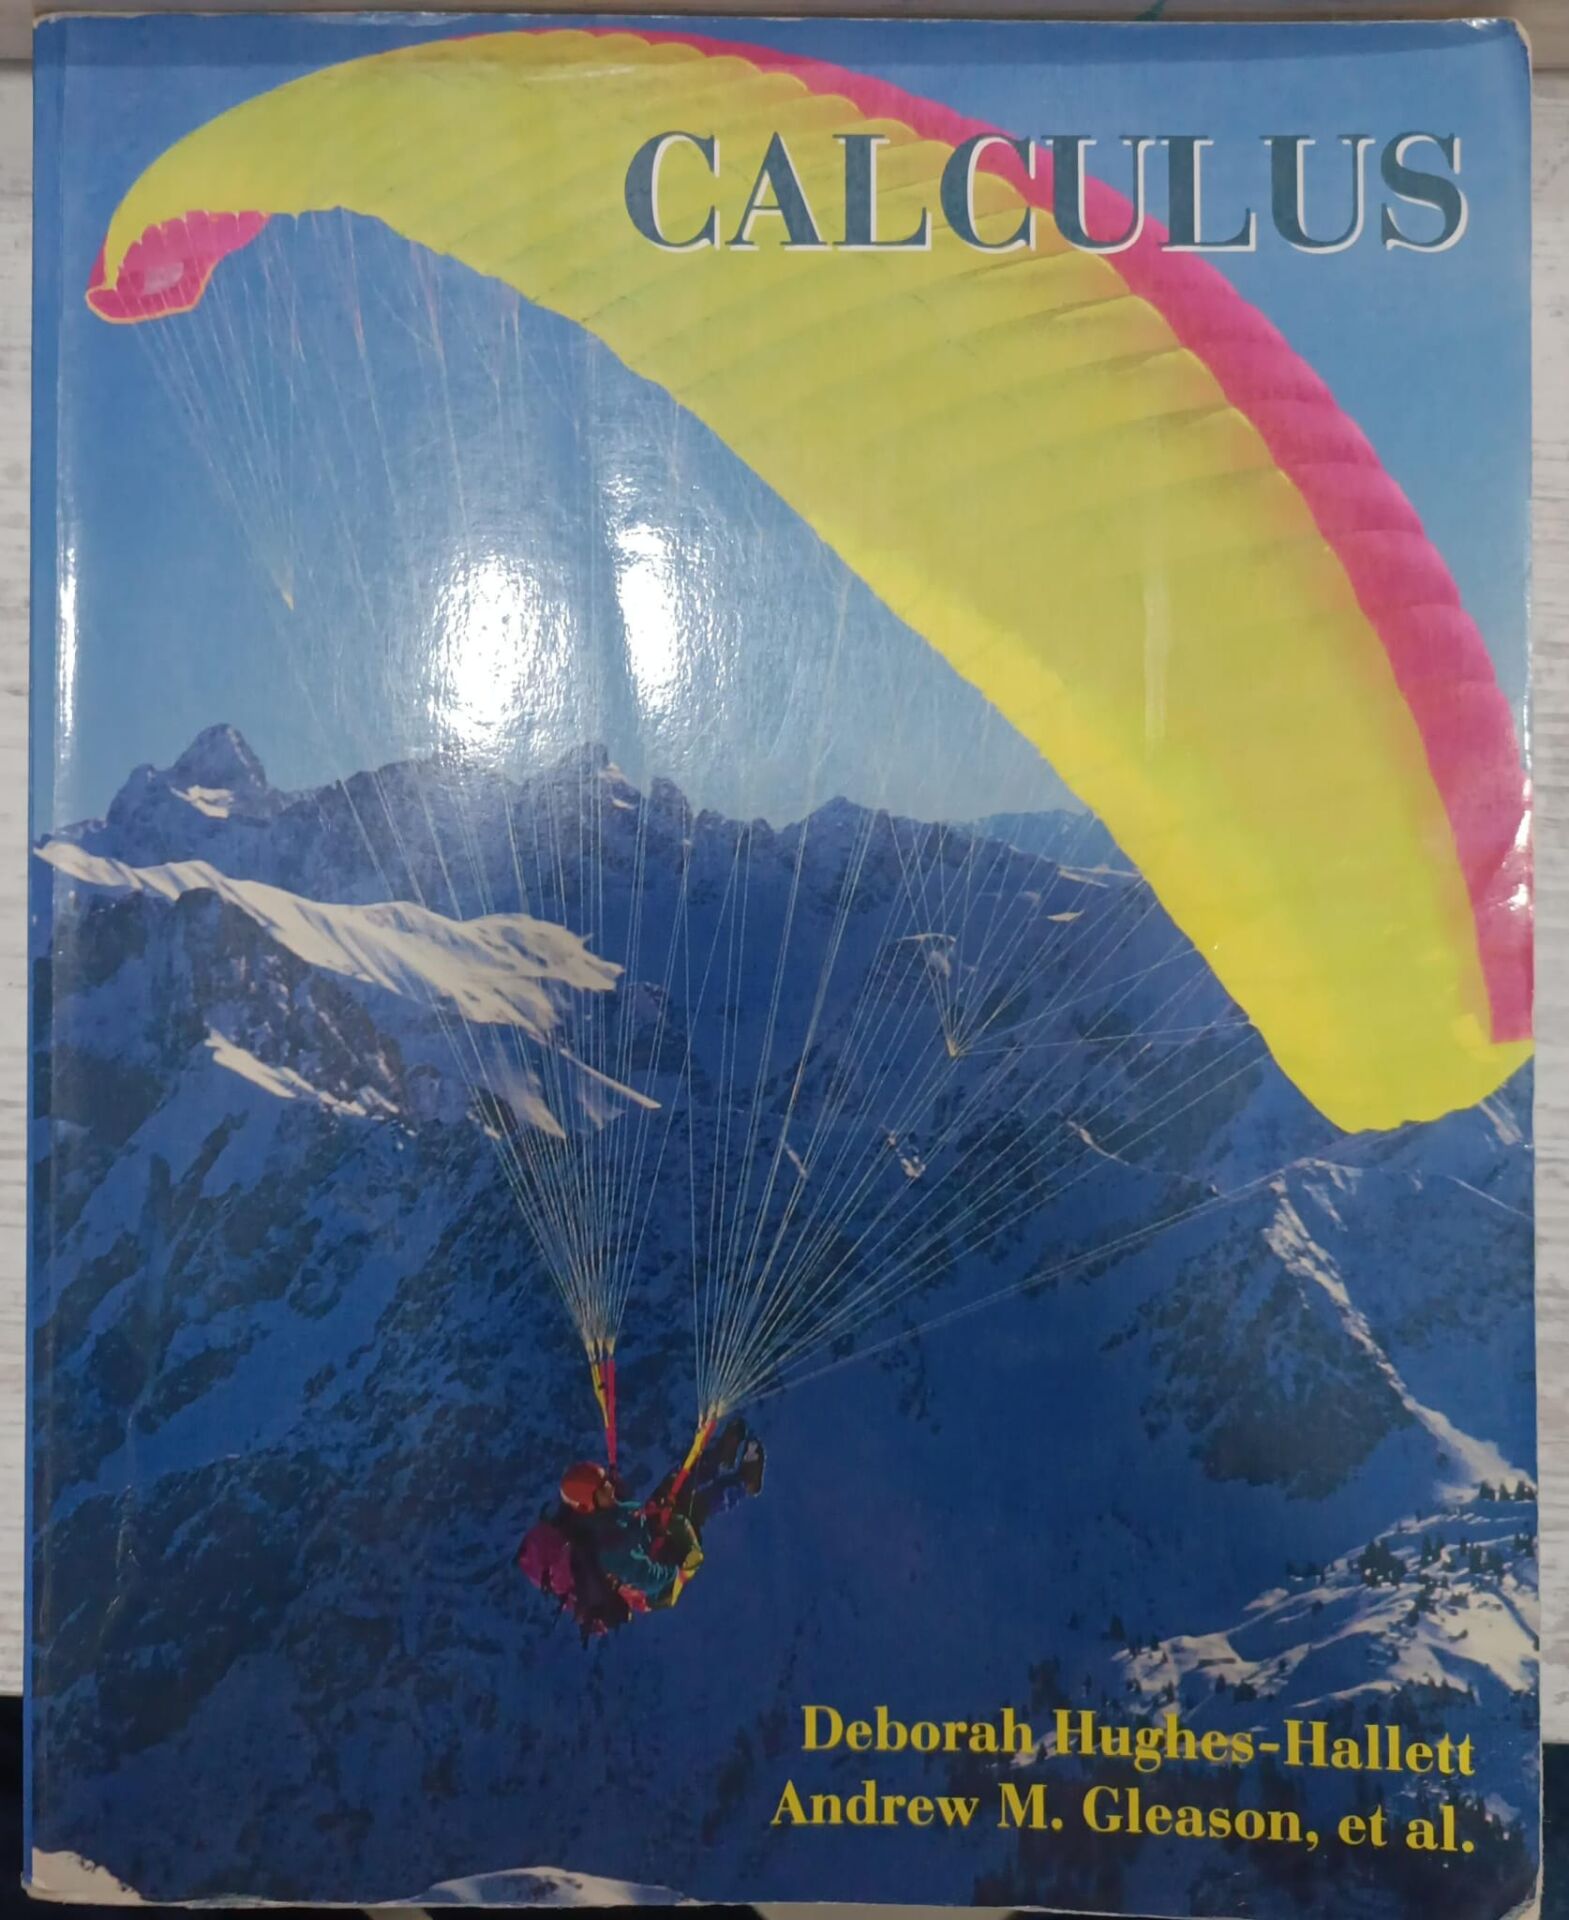 CALCULUS
Deborah Hughes-Hallett
Andrew M. Gleason, et al.